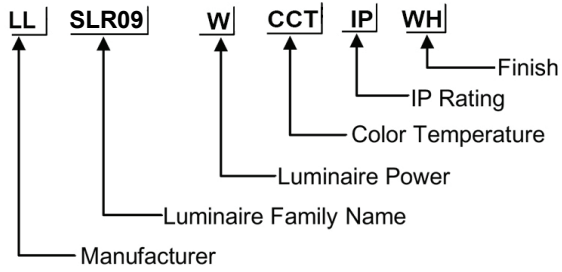 LL SLR09 W CCT IP WH
Finish
IP Rating
Color Temperature
Luminaire Power
Luminaire Family Name
Manufacturer